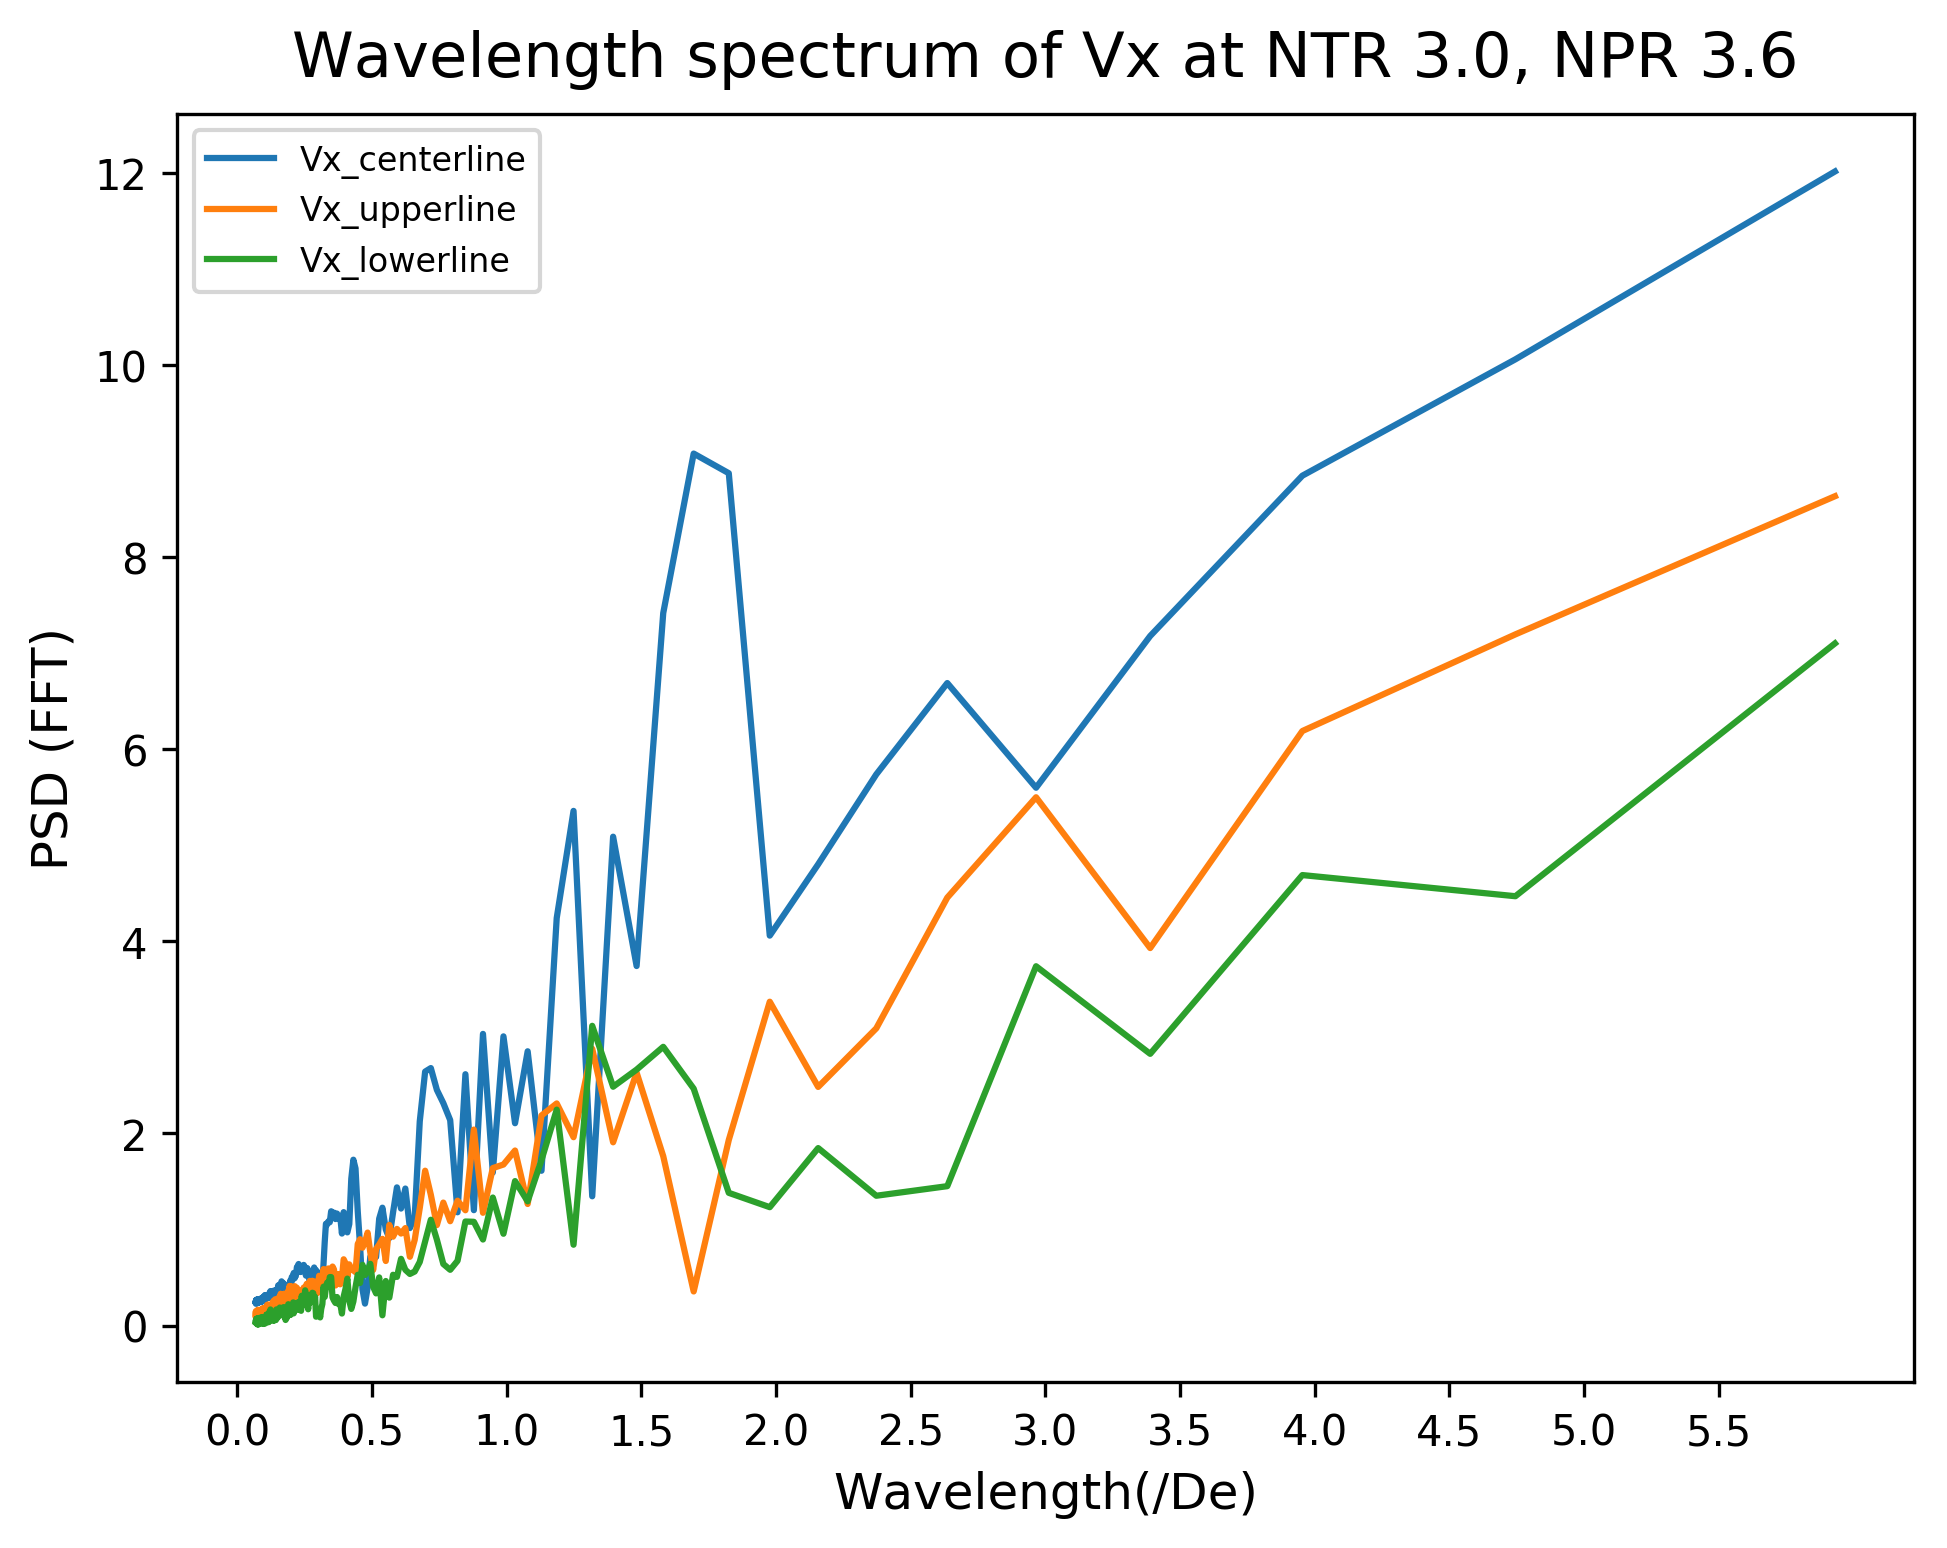 Wavelength spectrum of Vx at NTR 3.0, NPR 3.6
Vx_centerline
Vx_upperline
Vx_lowerline
12
10
8
6
4
2
0
PSD (FFT)
0.0 0.5 1.0 1.5 2.0 2.5 3.0 3.5 4.0 4.5 5.0 5.5
Wavelength(/De)